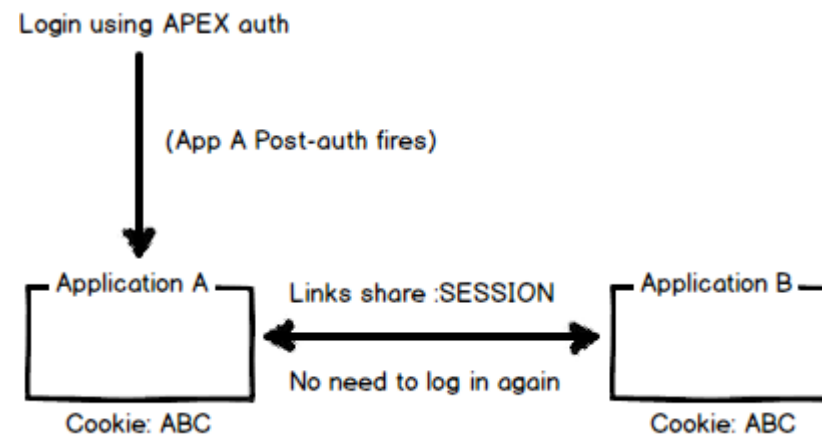 Login using APEX auth
(App A Post-auth fires)
Application A
Links share :SESSION
Application B
No need to log in again
Cookie: ABC
Cookie: ABC